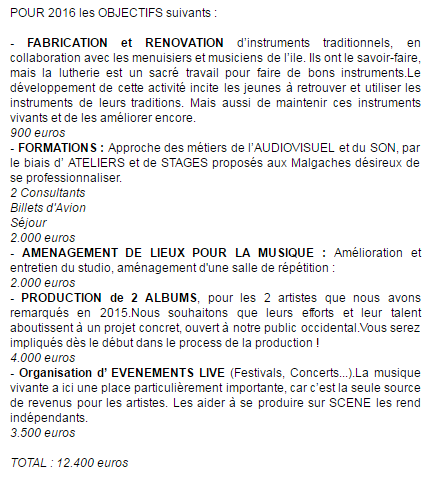 POUR 2016 les OBJECTIFS suivants :
- FABRICATION et RENOVATION d'instruments traditionnels, en
collaboration avec les menuisiers et musiciens de l'ile. Ils ont le savoir-faire,
mais la lutherie est un sacré travail pour faire de bons instruments.Le
développement de cette activité incite les jeunes à retrouver et utiliser les
instruments de leurs traditions. Mais aussi de maintenir ces instruments
vivants et de les améliorer encore.
900 euros
- FORMATIONS : Approche des métiers de l'AUDIOVISUEL et du SON, par
le biais d' ATELIERS et de STAGES proposés aux Malgaches désireux de
se professionnaliser.
2 Consultants
Billets d'Avion
Séjour
2.000 euros
- AMENAGEMENT DE LIEUX POUR LA MUSIQUE : Amélioration et
entretien du studio, aménagement d'une salle de répétition :
2.000 euros
- PRODUCTION de 2 ALBUMS, pour les 2 artistes que nous avons
remarqués en 2015.Nous souhaitons que leurs efforts et leur talent
aboutissent à un projet concret, ouvert à notre public occidental.Vous serez
impliqués dès le début dans le process de la production !
4.000 euros
- Organisation d' EVENEMENTS LIVE (Festivals, Concerts...).La musique
vivante a ici une place particulièrement importante, car c'est la seule source
de revenus pour les artistes. Les aider à se produire sur SCENE les rend
indépendants.
3.500 euros
TOTAL : 12.400 euros